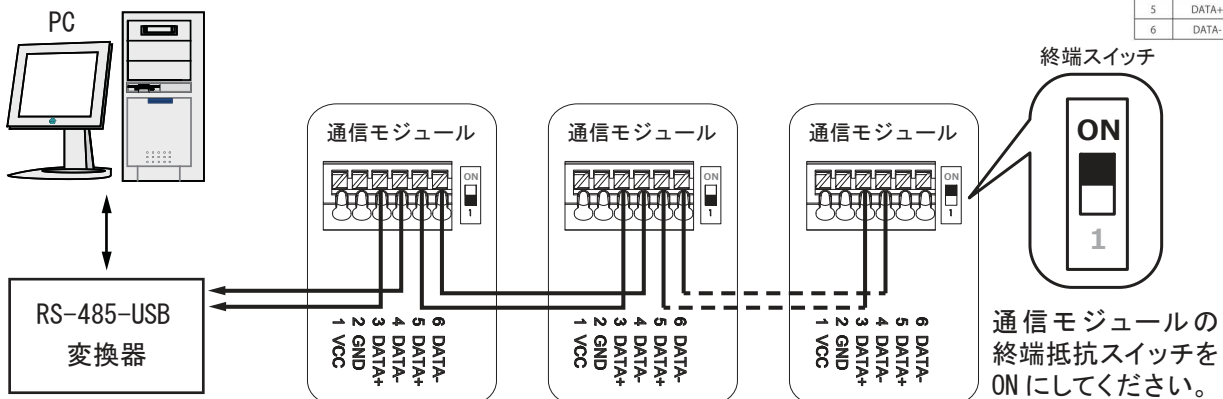 PC
5 DATA+
6 DATA-
終端スイッチ
通信モジュール
通信モジュール
通信モジュール
ON
1
ON
1
ON
1
ON
1
RS-485-USB
変換器
1 VCC
2 GND
3 DATA+
4 DATA-
5 DATA+
6 DATA-
1 VCC
2 GND
3 DATA+
4 DATA-
5 DATA+
6 DATA-
1 VCC
2 GND
3 DATA+
4 DATA-
5 DATA+
6 DATA-
通信モジュールの
終端抵抗スイッチを
ONにしてください。